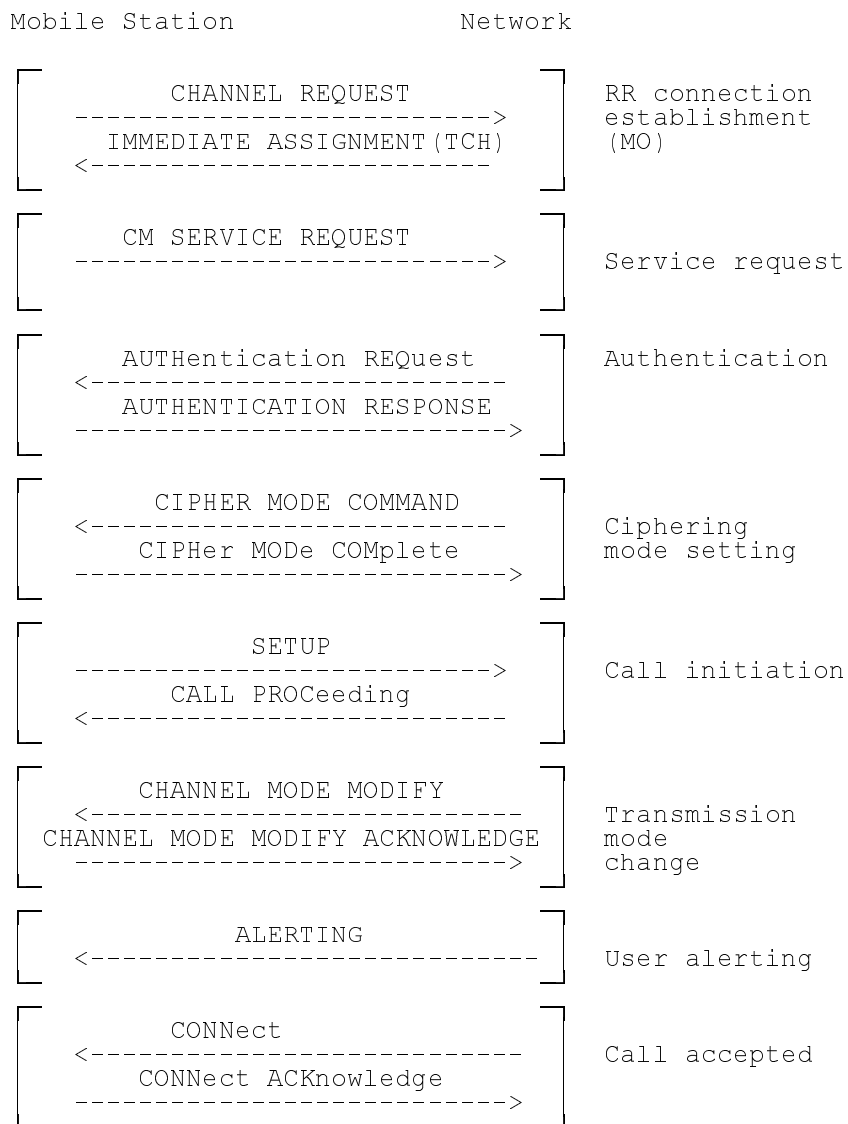 Mobile Station Network
CHANNEL REQUEST RR connection
--------------------------> establishment
IMMEDIATE ASSIGNMENT(TCH) (MO)
<-------------------------
CM SERVICE REQUEST
--------------------------> Service request
AUTHentication REQuest Authentication
<--------------------------
AUTHENTICATION RESPONSE
--------------------------->
CIPHER MODE COMMAND
<-------------------------- Ciphering
CIPHer MODe COMplete mode setting
--------------------------->
SETUP
--------------------------> Call initiation
CALL PROCeeding
<--------------------------
CHANNEL MODE MODIFY
<--------------------------- Transmission
CHANNEL MODE MODIFY ACKNOWLEDGE mode
---------------------------> change
ALERTING
<---------------------------- User alerting
CONNect
<--------------------------- Call accepted
CONNect ACKnowledge
--------------------------->